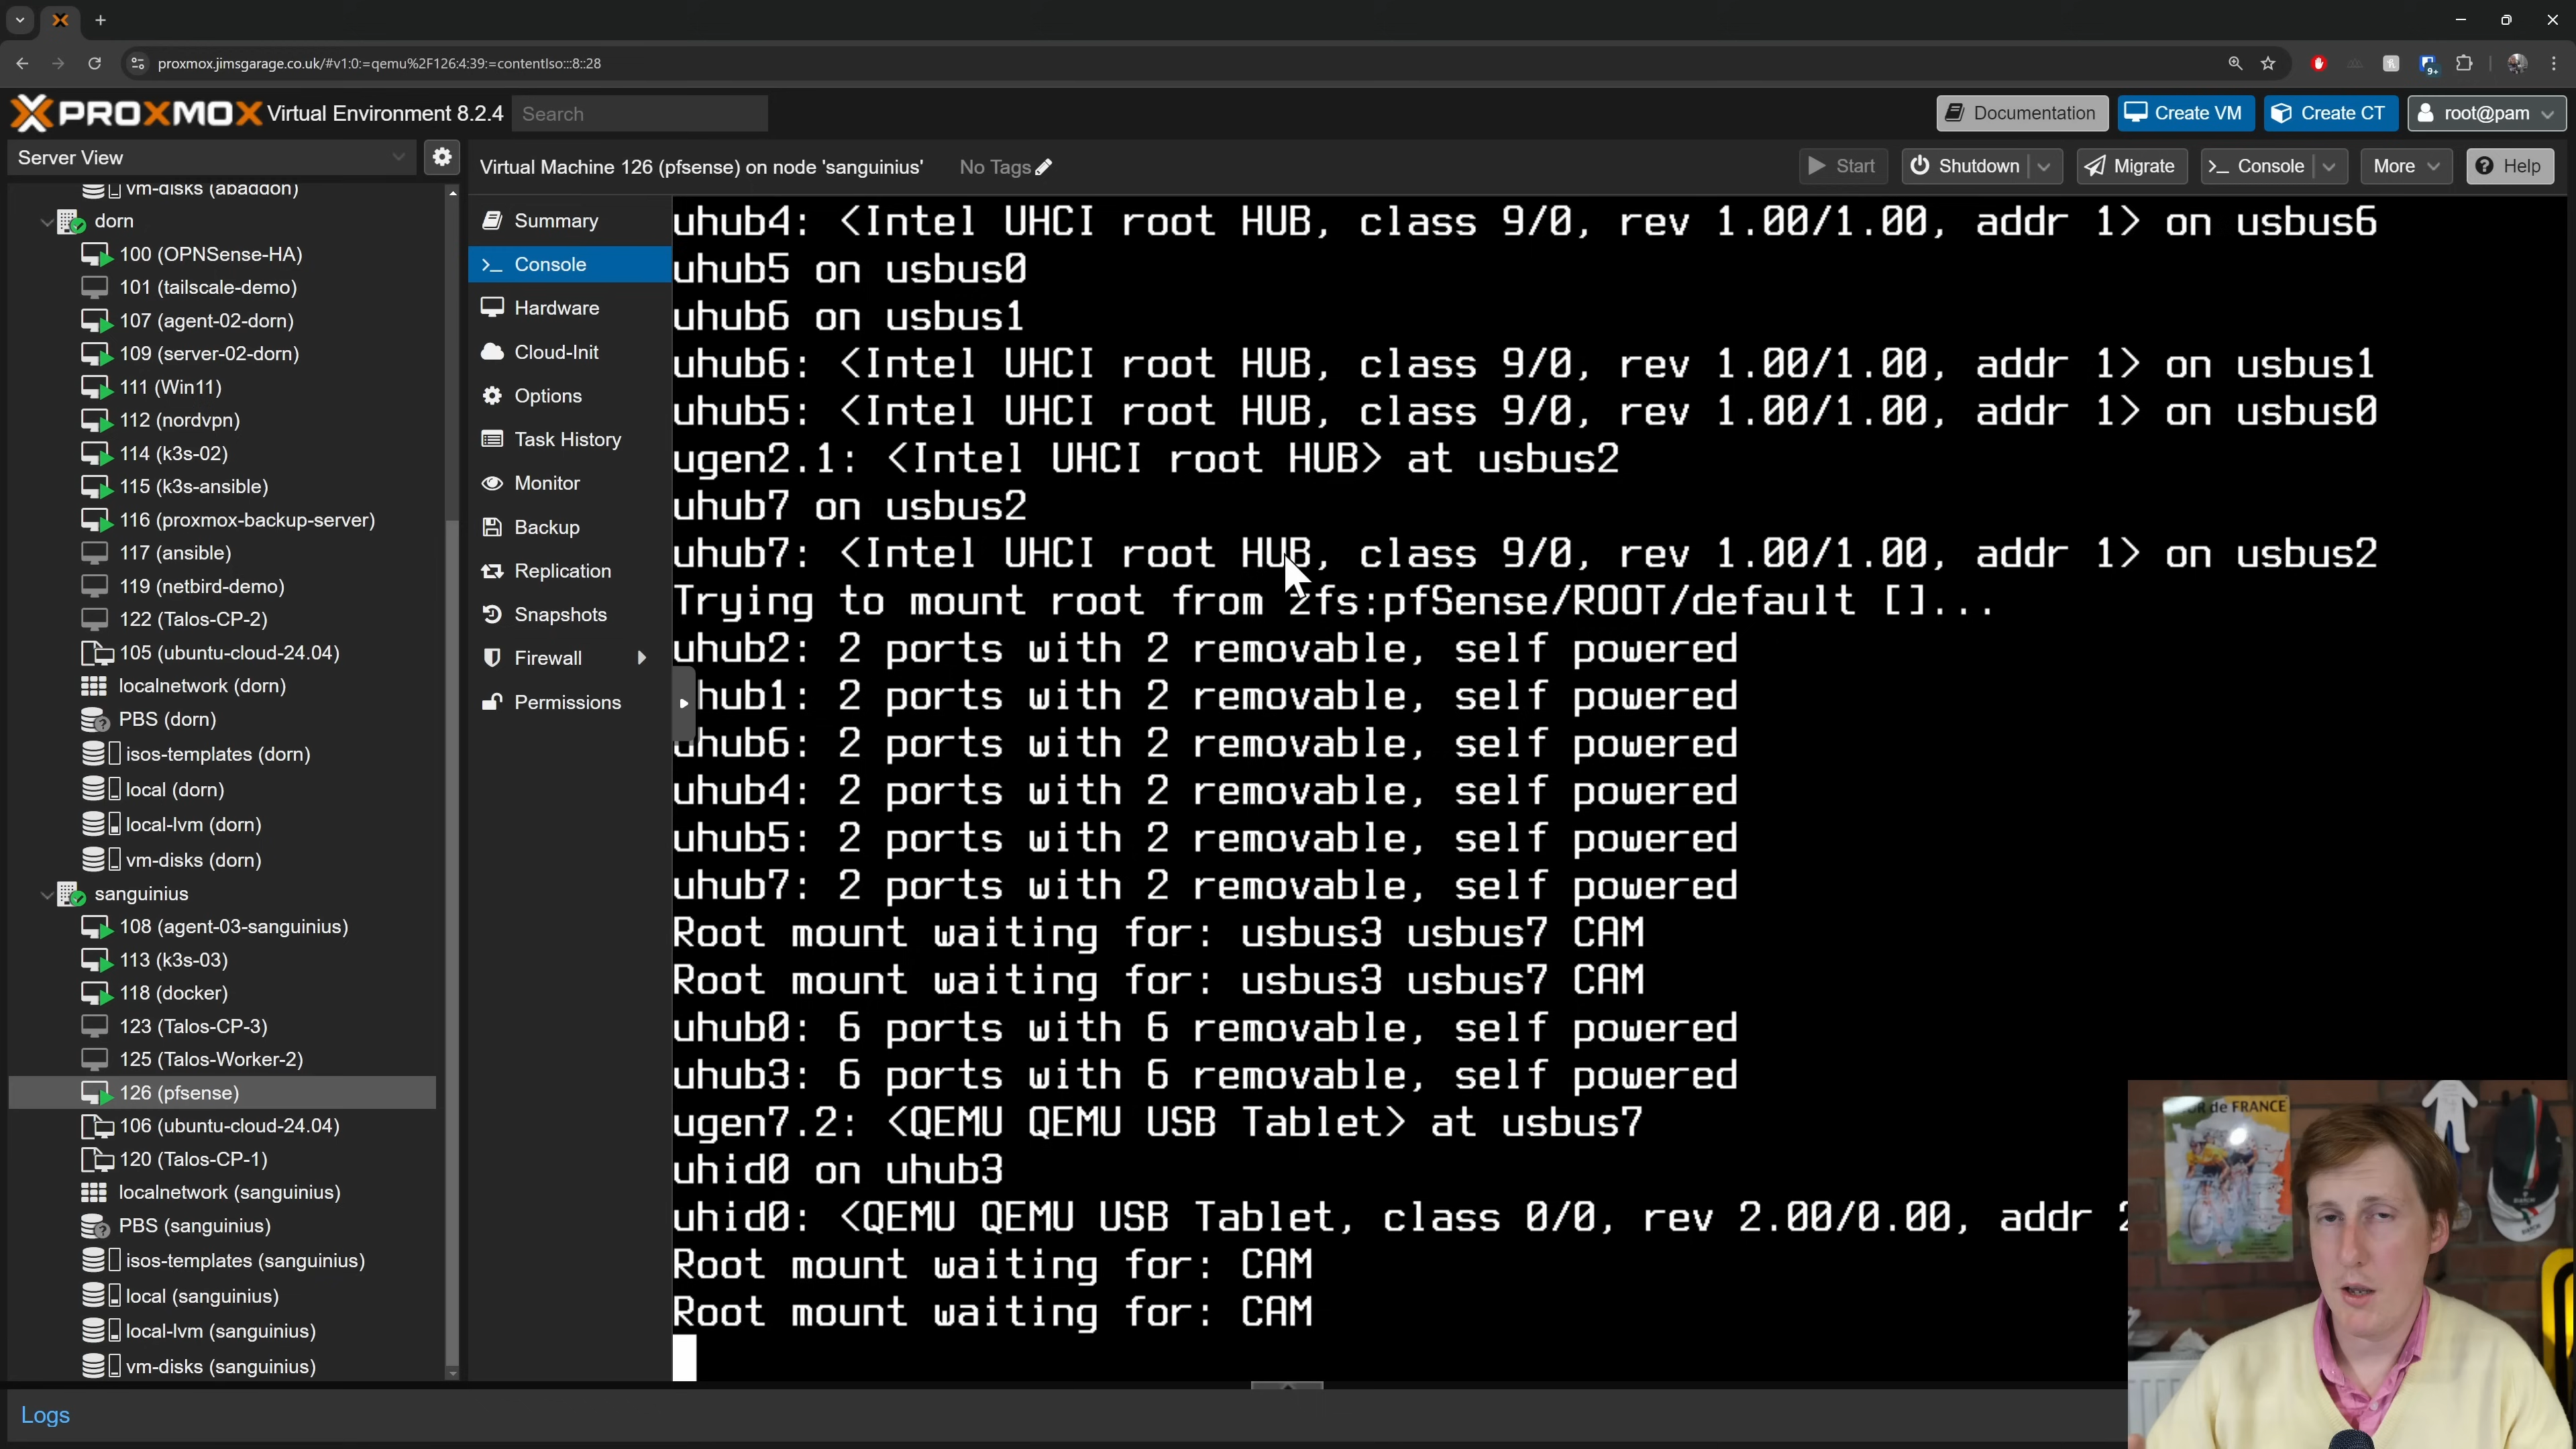 proxmox.jimsgarage.co.uk/#v1:0:=qemu%2F126:4:39:=contentIso:::8::28
9+
PROXMOX Virtual Environment 8.2.4 Search
Documentation Create VM Create CT root@pam
Server View
Virtual Machine 126 (pfsense) on node 'sanguinius' No Tags
Start Shutdown Migrate Console More Help
vm-disks (abaddon)
dorn
100 (OPNSense-HA)
101 (tailscale-demo)
107 (agent-02-dorn)
109 (server-02-dorn)
111 (Win11)
112 (nordvpn)
114 (k3s-02)
115 (k3s-ansible)
116 (proxmox-backup-server)
117 (ansible)
119 (netbird-demo)
122 (Talos-CP-2)
105 (ubuntu-cloud-24.04)
localnetwork (dorn)
PBS (dorn)
isos-templates (dorn)
local (dorn)
local-lvm (dorn)
vm-disks (dorn)
sanguinius
108 (agent-03-sanguinius)
113 (k3s-03)
118 (docker)
123 (Talos-CP-3)
125 (Talos-Worker-2)
126 (pfsense)
106 (ubuntu-cloud-24.04)
120 (Talos-CP-1)
localnetwork (sanguinius)
PBS (sanguinius)
isos-templates (sanguinius)
local (sanguinius)
local-lvm (sanguinius)
vm-disks (sanguinius)
Summary
Console
Hardware
Cloud-Init
Options
Task History
Monitor
Backup
Replication
Snapshots
Firewall
Permissions
uhub4: <Intel UHCI root HUB, class 9/0, rev 1.00/1.00, addr 1> on usbus6
uhub5 on usbus0
uhub6 on usbus1
uhub6: <Intel UHCI root HUB, class 9/0, rev 1.00/1.00, addr 1> on usbus1
uhub5: <Intel UHCI root HUB, class 9/0, rev 1.00/1.00, addr 1> on usbus0
ugen2.1: <Intel UHCI root HUB> at usbus2
uhub7 on usbus2
uhub7: <Intel UHCI root HUB, class 9/0, rev 1.00/1.00, addr 1> on usbus2
Trying to mount root from zfs:pfSense/ROOT/default []...
uhub2: 2 ports with 2 removable, self powered
uhub1: 2 ports with 2 removable, self powered
uhub6: 2 ports with 2 removable, self powered
uhub4: 2 ports with 2 removable, self powered
uhub5: 2 ports with 2 removable, self powered
uhub7: 2 ports with 2 removable, self powered
Root mount waiting for: usbus3 usbus7 CAM
Root mount waiting for: usbus3 usbus7 CAM
uhub0: 6 ports with 6 removable, self powered
uhub3: 6 ports with 6 removable, self powered
ugen7.2: <QEMU QEMU USB Tablet> at usbus7
uhid0 on uhub3
uhid0: <QEMU QEMU USB Tablet, class 0/0, rev 2.00/0.00, addr 2
Root mount waiting for: CAM
Root mount waiting for: CAM
de FRANCE
Logs